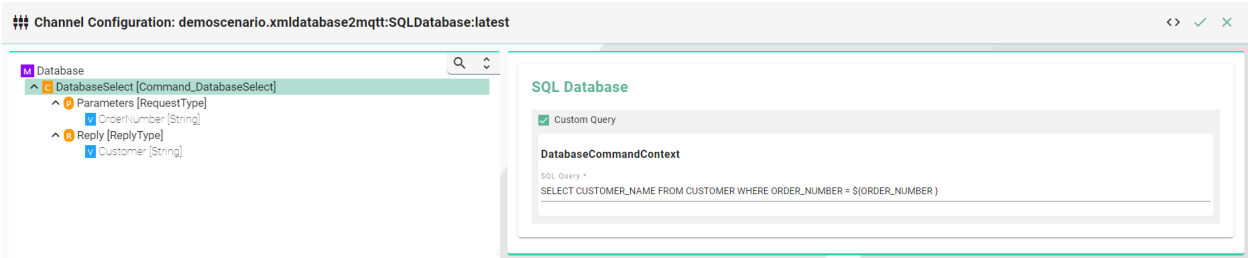 Channel Configuration: demoscenario.xmldatabase2mqtt:SQLDatabase:latest
M Database
C DatabaseSelect [Command_DatabaseSelect]
P Parameters [RequestType]
V OrderNumber [String]
R Reply [ReplyType]
V Customer [String]
SQL Database
Custom Query
DatabaseCommandContext
SQL Query *
SELECT CUSTOMER_NAME FROM CUSTOMER WHERE ORDER_NUMBER = ${ORDER_NUMBER }